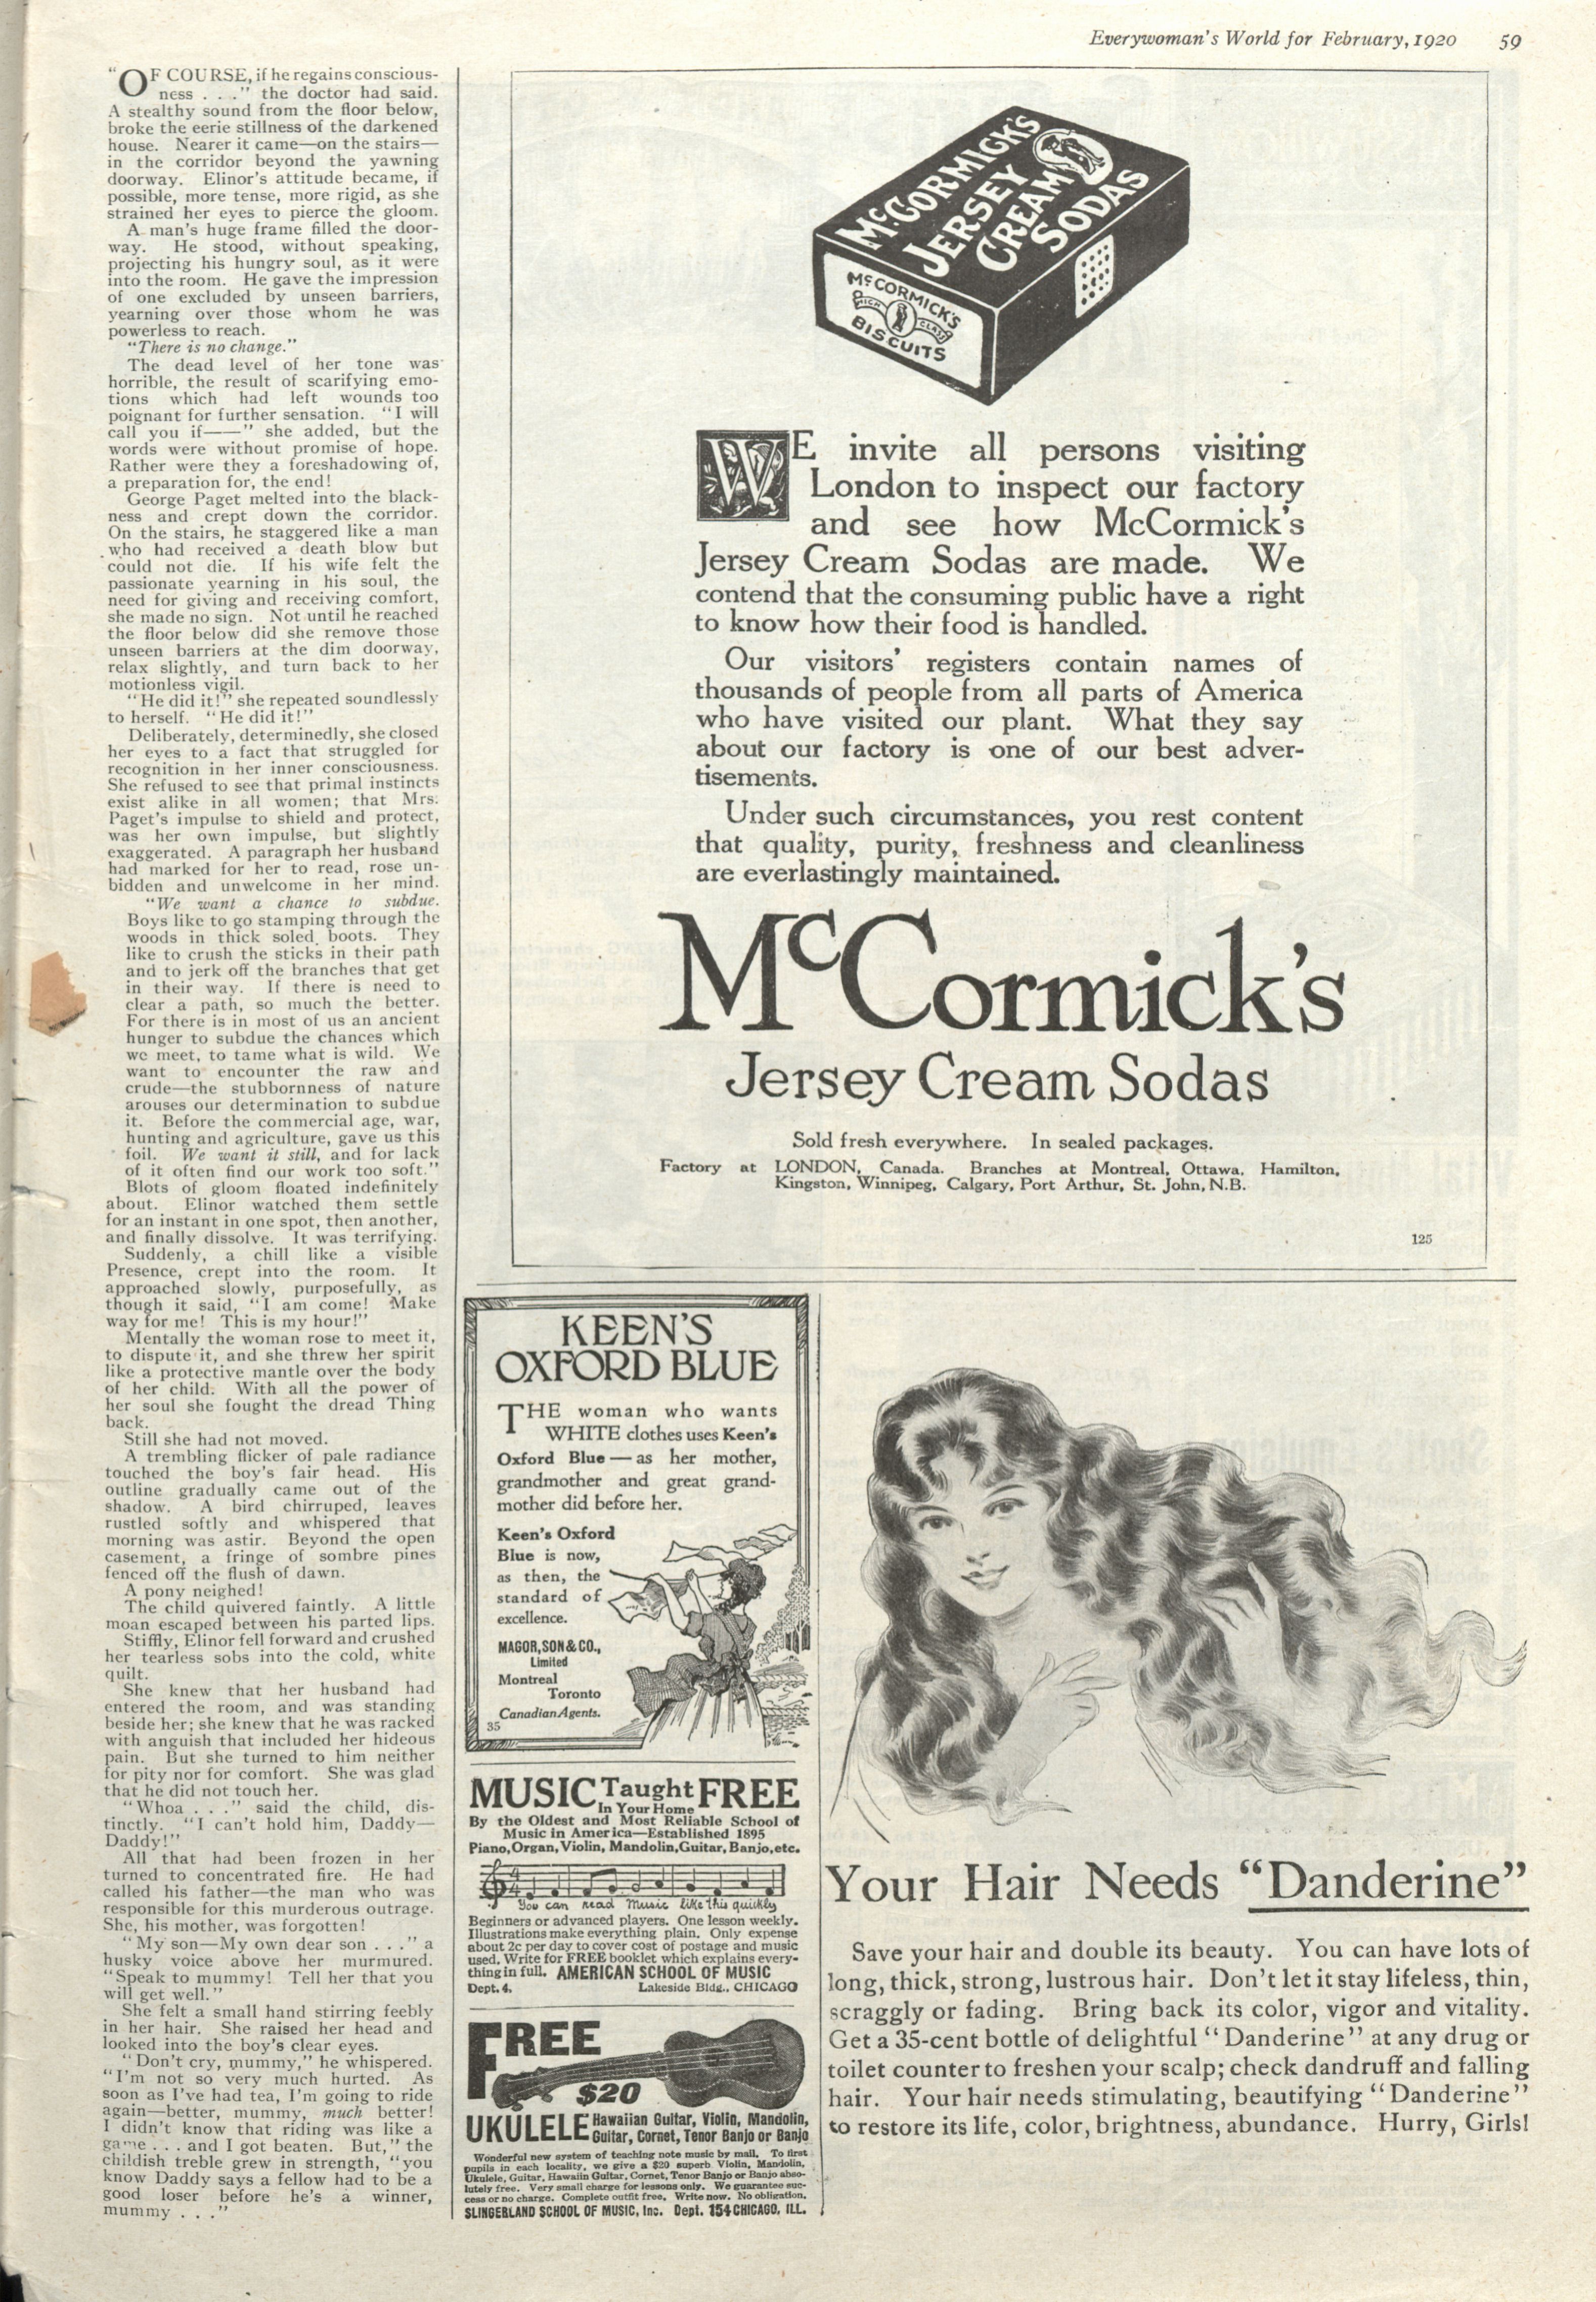 Everywoman's World for February, 1920 59
"OF COURSE, if he regains conscious-
ness . . ." the doctor had said.
A stealthy sound from the floor below,
broke the eerie stillness of the darkened
house. Nearer it came—on the stairs—
in the corridor beyond the yawning
doorway. Elinor's attitude became, if
possible, more tense, more rigid, as she
strained her eyes to pierce the gloom.
A man's huge frame filled the door-
way. He stood, without speaking,
projecting his hungry soul, as it were
into the room. He gave the impression
of one excluded by unseen barriers,
yearning over those whom he was
powerless to reach.
"There is no change."
The dead level of her tone was
horrible, the result of scarifying emo-
tions which had left wounds too
poignant for further sensation. "I will
call you if——" she added, but the
words were without promise of hope.
Rather were they a foreshadowing of,
a preparation for, the end!
George Paget melted into the black-
ness and crept down the corridor.
On the stairs, he staggered like a man
who had received a death blow but
could not die. If his wife felt the
passionate yearning in his soul, the
need for giving and receiving comfort,
she made no sign. Not until he reached
the floor below did she remove those
unseen barriers at the dim doorway,
relax slightly, and turn back to her
motionless vigil.
"He did it!" she repeated soundlessly
to herself. "He did it!"
Deliberately, determinedly, she closed
her eyes to a fact that struggled for
recognition in her inner consciousness.
She refused to see that primal instincts
exist alike in all women; that Mrs.
Paget's impulse to shield and protect,
was her own impulse, but slightly
exaggerated. A paragraph her husband
had marked for her to read, rose un-
bidden and unwelcome in her mind.
"We want a chance to subdue.
Boys like to go stamping through the
woods in thick soled boots. They
like to crush the sticks in their path
and to jerk off the branches that get
in their way. If there is need to
clear a path, so much the better.
For there is in most of us an ancient
hunger to subdue the chances which
we meet, to tame what is wild. We
want to encounter the raw and
crude—the stubbornness of nature
arouses our determination to subdue
it. Before the commercial age, war,
hunting and agriculture, gave us this
foil. We want it still, and for lack
of it often find our work too soft."
Blots of gloom floated indefinitely
about. Elinor watched them settle
for an instant in one spot, then another,
and finally dissolve. It was terrifying.
Suddenly, a chill like a visible
Presence, crept into the room. It
approached slowly, purposefully, as
though it said, "I am come! Make
way for me! This is my hour!"
Mentally the woman rose to meet it,
to dispute it, and she threw her spirit
like a protective mantle over the body
of her child. With all the power of
her soul she fought the dread Thing
back.
Still she had not moved.
A trembling flicker of pale radiance
touched the boy's fair head. His
outline gradually came out of the
shadow. A bird chirruped, leaves
rustled softly and whispered that
morning was astir. Beyond the open
casement, a fringe of sombre pines
fenced off the flush of dawn.
A pony neighed!
The child quivered faintly. A little
moan escaped between his parted lips.
Stiffly, Elinor fell forward and crushed
her tearless sobs into the cold, white
quilt.
She knew that her husband had
entered the room, and was standing
beside her; she knew that he was racked
with anguish that included her hideous
pain. But she turned to him neither
for pity nor for comfort. She was glad
that he did not touch her.
"Whoa . . ." said the child, dis-
tinctly. "I can't hold him, Daddy—
Daddy!"
All that had been frozen in her
turned to concentrated fire. He had
called his father—the man who was
responsible for this murderous outrage.
She, his mother, was forgotten!
"My son—My own dear son . . ." a
husky voice above her murmured.
"Speak to mummy! Tell her that you
will get well."
She felt a small hand stirring feebly
in her hair. She raised her head and
looked into the boy's clear eyes.
"Don't cry, mummy," he whispered.
"I'm not so very much hurted. As
soon as I've had tea, I'm going to ride
again—better, mummy, much better!
I didn't know that riding was like a
game . . . and I got beaten. But," the
childish treble grew in strength, "you
know Daddy says a fellow had to be a
good loser before he's a winner,
mummy . . ."
McCORMICK'S
JERSEY
CREAM
SODAS
McCORMICK'S
HIGH CLASS
BISCUITS
WE invite all persons visiting
London to inspect our factory
and see how McCormick's
Jersey Cream Sodas are made. We
contend that the consuming public have a right
to know how their food is handled.
Our visitors' registers contain names of
thousands of people from all parts of America
who have visited our plant. What they say
about our factory is one of our best adver-
tisements.
Under such circumstances, you rest content
that quality, purity, freshness and cleanliness
are everlastingly maintained.
McCormick's
Jersey Cream Sodas
Sold fresh everywhere. In sealed packages.
Factory at LONDON, Canada. Branches at Montreal, Ottawa, Hamilton,
Kingston, Winnipeg, Calgary, Port Arthur, St. John, N.B.
125
KEEN'S
OXFORD BLUE
THE woman who wants
WHITE clothes uses Keen's
Oxford Blue — as her mother,
grandmother and great grand-
mother did before her.
Keen's Oxford
Blue is now,
as then, the
standard of
excellence.
MAGOR, SON & CO.,
Limited
Montreal
Toronto
Canadian Agents.
35
MUSIC Taught FREE
In Your Home
By the Oldest and Most Reliable School of
Music in America—Established 1895
Piano, Organ, Violin, Mandolin, Guitar, Banjo, etc.
You can read Music like this quickly
Beginners or advanced players. One lesson weekly.
Illustrations make everything plain. Only expense
about 2c per day to cover cost of postage and music
used. Write for FREE booklet which explains every-
thing in full. AMERICAN SCHOOL OF MUSIC
Dept. 4. Lakeside Bldg., CHICAGO
FREE
$20
UKULELE Hawaiian Guitar, Violin, Mandolin,
Guitar, Cornet, Tenor Banjo or Banjo
Wonderful new system of teaching note music by mail. To first
pupils in each locality, we give a $20 superb Violin, Mandolin,
Ukulele, Guitar, Hawaiin Guitar, Cornet, Tenor Banjo or Banjo abso-
lutely free. Very small charge for lessons only. We guarantee suc-
cess or no charge. Complete outfit free. Write now. No obligation.
SLINGERLAND SCHOOL OF MUSIC, Inc. Dept. 154 CHICAGO, ILL.
Your Hair Needs "Danderine"
Save your hair and double its beauty. You can have lots of
long, thick, strong, lustrous hair. Don't let it stay lifeless, thin,
scraggly or fading. Bring back its color, vigor and vitality.
Get a 35-cent bottle of delightful "Danderine" at any drug or
toilet counter to freshen your scalp; check dandruff and falling
hair. Your hair needs stimulating, beautifying "Danderine"
to restore its life, color, brightness, abundance. Hurry, Girls!